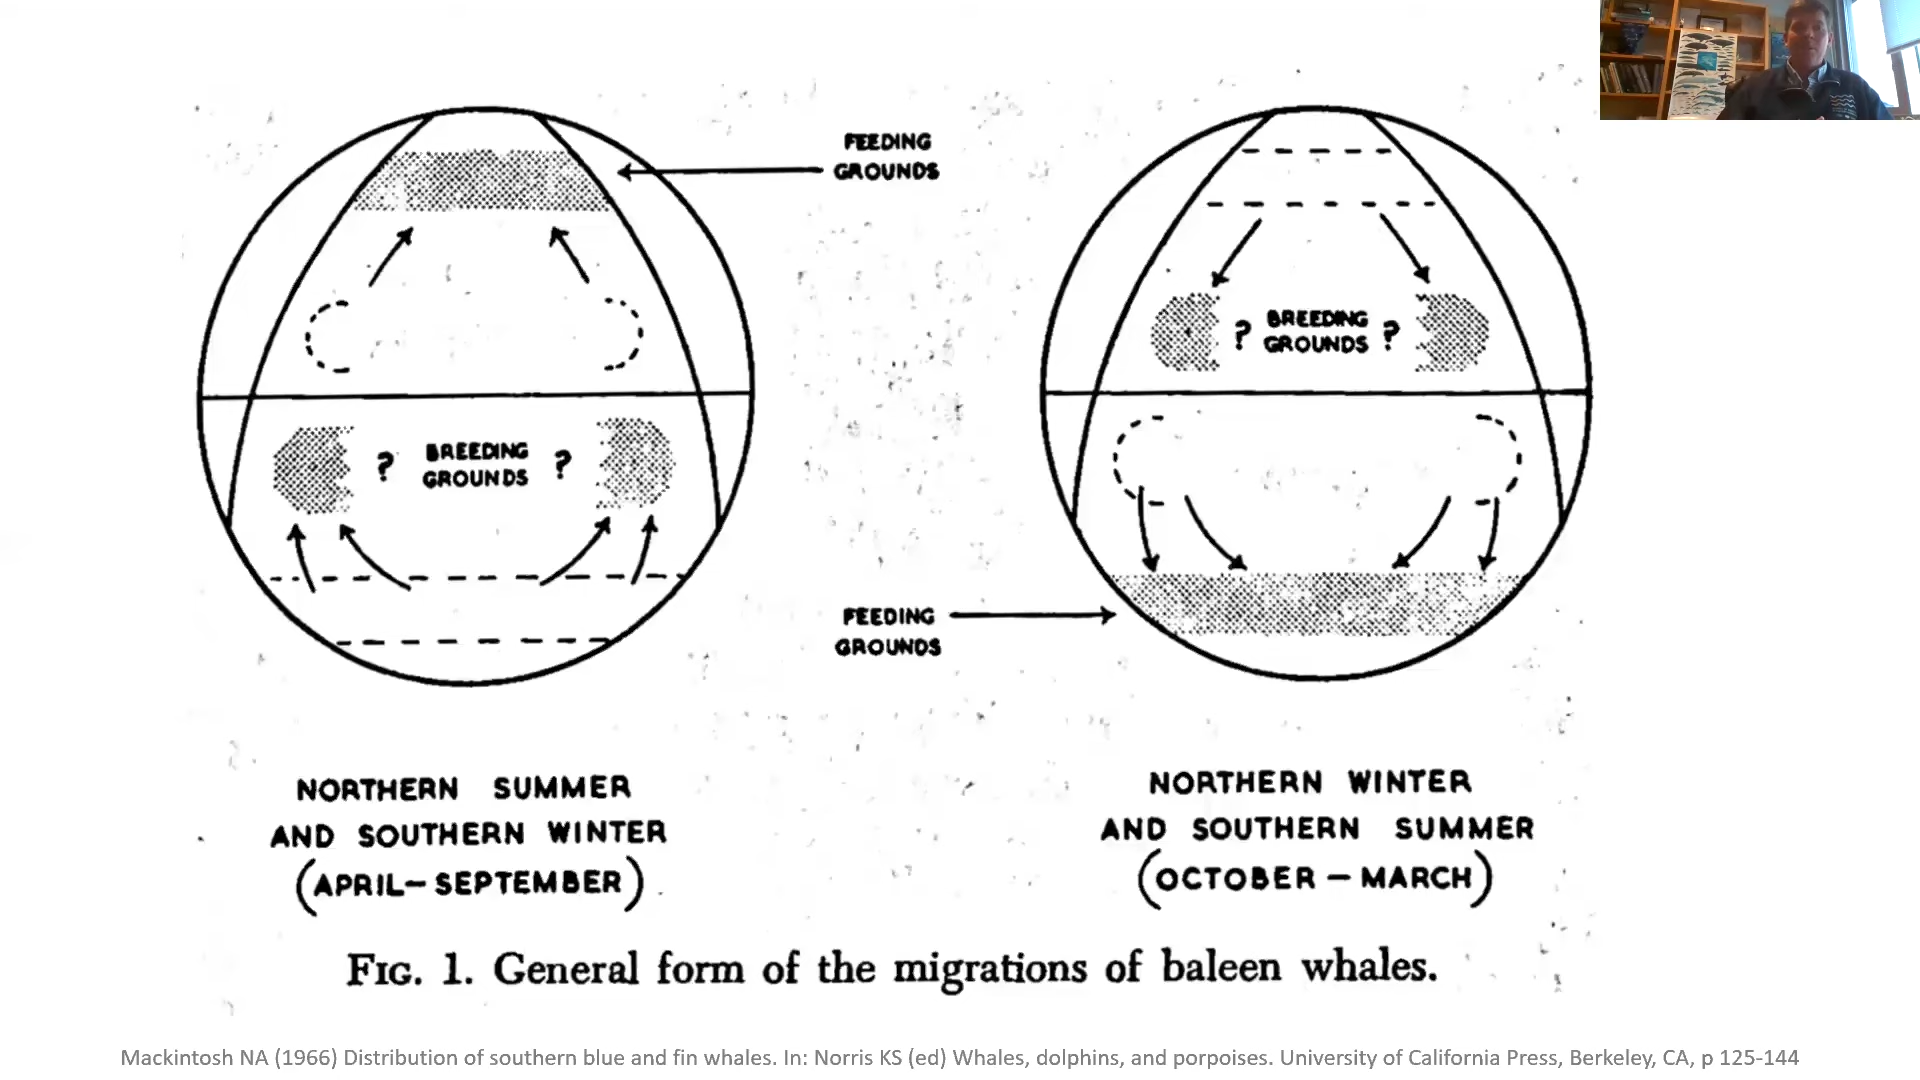 FEEDING
GROUNDS
? BREEDING ?
GROUNDS
? BREEDING ?
GROUNDS
FEEDING
GROUNDS
NORTHERN SUMMER
AND SOUTHERN WINTER
(APRIL—SEPTEMBER)
NORTHERN WINTER
AND SOUTHERN SUMMER
(OCTOBER — MARCH)
FIG. 1. General form of the migrations of baleen whales.
Mackintosh NA (1966) Distribution of southern blue and fin whales. In: Norris KS (ed) Whales, dolphins, and porpoises. University of California Press, Berkeley, CA, p 125-144